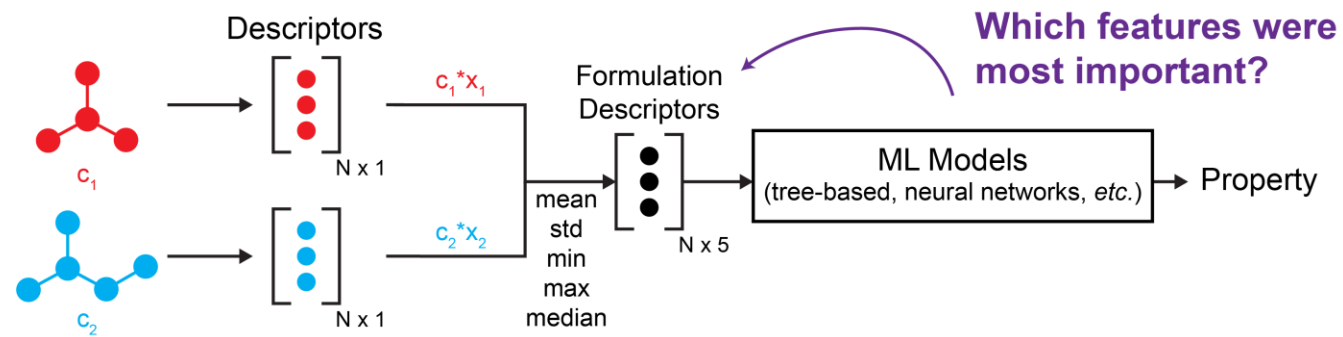 Descriptors
c₁
N x 1
c₁*x₁
c₂
N x 1
c₂*x₂
mean
std
min
max
median
Formulation
Descriptors
N x 5
Which features were
most important?
ML Models
(tree-based, neural networks, etc.)
Property